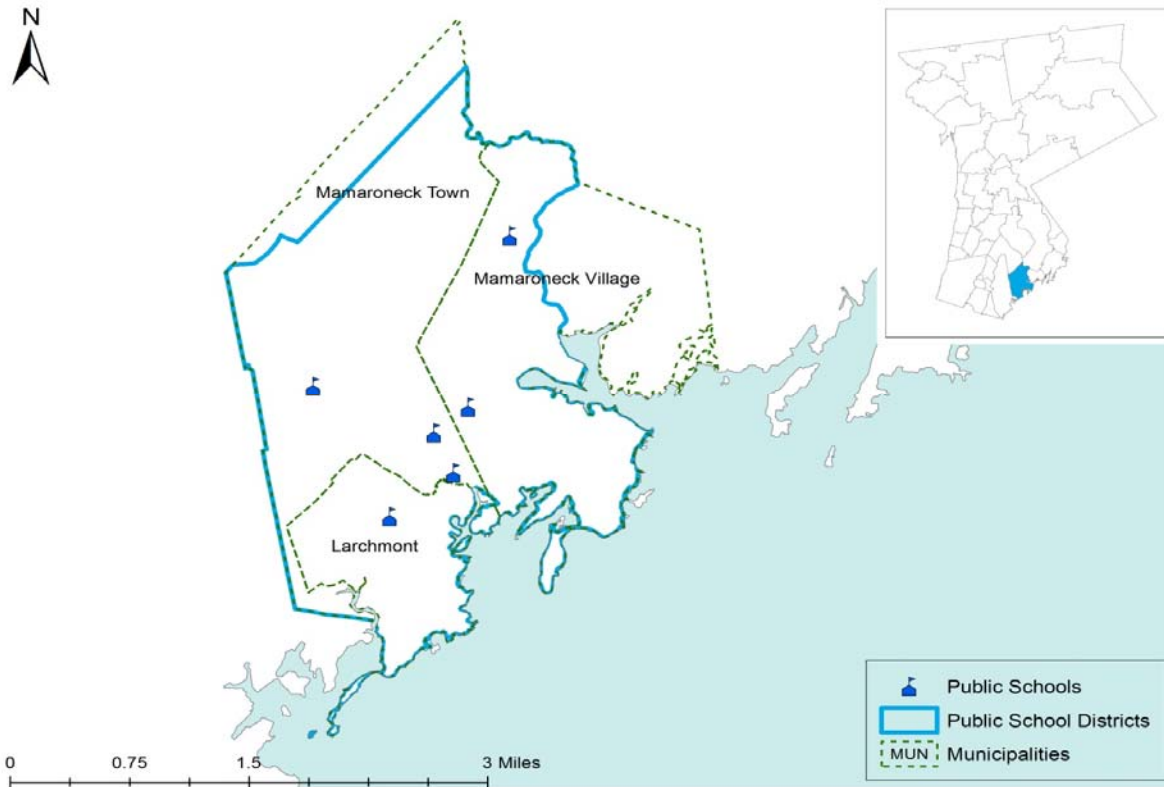 N
Mamaroneck Town
Mamaroneck Village
Larchmont
Public Schools
Public School Districts
MUN Municipalities
0 0.75 1.5 3 Miles